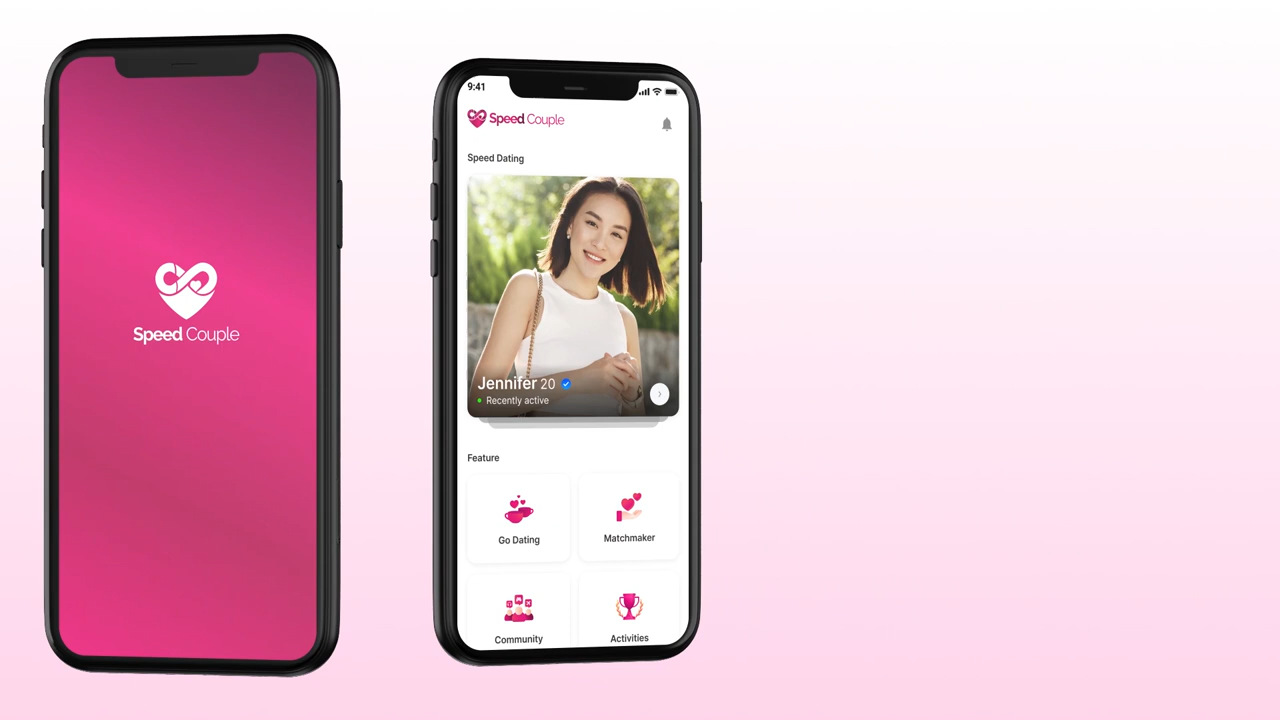 Speed Couple
9:41
Speed Couple
Speed Dating
Jennifer 20
Recently active
Feature
Go Dating
Matchmaker
Community
Activities